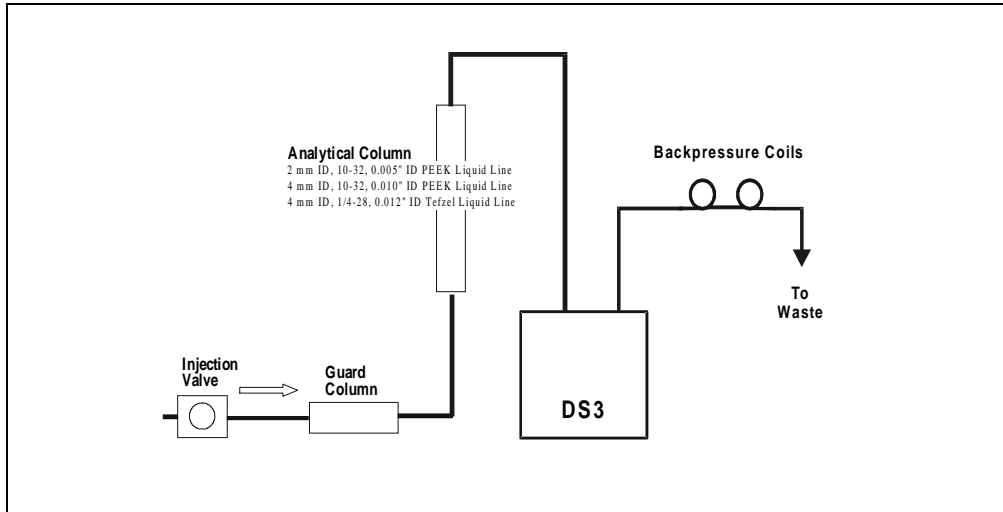 Analytical Column
2 mm ID, 10-32, 0.005" ID PEEK Liquid Line
4 mm ID, 10-32, 0.010" ID PEEK Liquid Line
4 mm ID, 1/4-28, 0.012" ID Tefzel Liquid Line
Backpressure Coils
To
Waste
Injection
Valve
Guard
Column
DS3